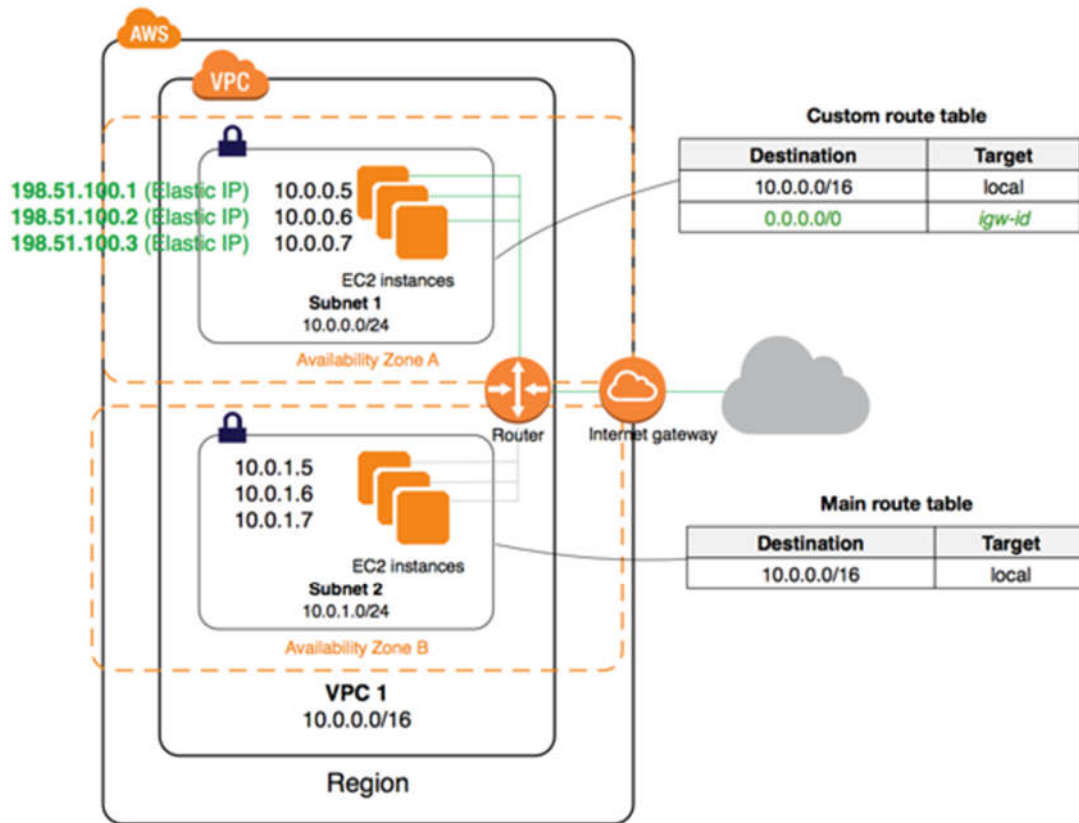 AWS
VPC
198.51.100.1 (Elastic IP)
198.51.100.2 (Elastic IP)
198.51.100.3 (Elastic IP)
10.0.0.5
10.0.0.6
10.0.0.7
EC2 instances
Subnet 1
10.0.0.0/24
Availability Zone A
Router
Internet gateway
10.0.1.5
10.0.1.6
10.0.1.7
EC2 instances
Subnet 2
10.0.1.0/24
Availability Zone B
VPC 1
10.0.0.0/16
Region
Custom route table
Destination Target
10.0.0.0/16 local
0.0.0.0/0 igw-id
Main route table
Destination Target
10.0.0.0/16 local